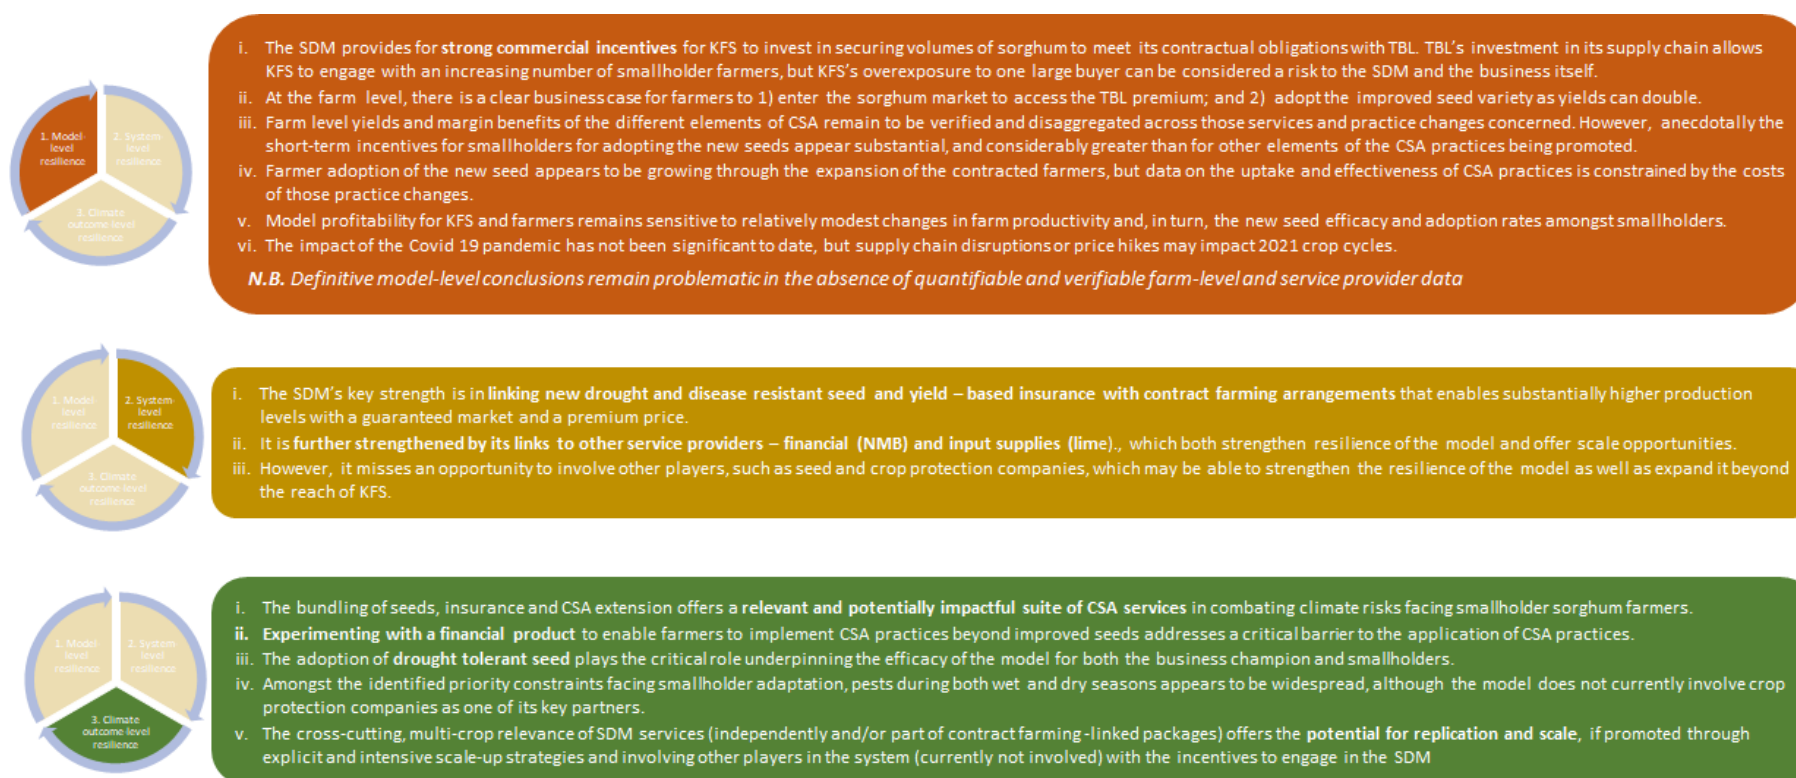 1. Model-
level
resilience
2. System-
level
resilience
3. Climate
outcome-level
resilience
i. The SDM provides for strong commercial incentives for KFS to invest in securing volumes of sorghum to meet its contractual obligations with TBL. TBL's investment in its supply chain allows
KFS to engage with an increasing number of smallholder farmers, but KFS's overexposure to one large buyer can be considered a risk to the SDM and the business itself.
ii. At the farm level, there is a clear business case for farmers to 1) enter the sorghum market to access the TBL premium; and 2) adopt the improved seed variety as yields can double.
iii. Farm level yields and margin benefits of the different elements of CSA remain to be verified and disaggregated across those services and practice changes concerned. However, anecdotally the
short-term incentives for smallholders for adopting the new seeds appear substantial, and considerably greater than for other elements of the CSA practices being promoted.
iv. Farmer adoption of the new seed appears to be growing through the expansion of the contracted farmers, but data on the uptake and effectiveness of CSA practices is constrained by the costs
of those practice changes.
v. Model profitability for KFS and farmers remains sensitive to relatively modest changes in farm productivity and, in turn, the new seed efficacy and adoption rates amongst smallholders.
vi. The impact of the Covid 19 pandemic has not been significant to date, but supply chain disruptions or price hikes may impact 2021 crop cycles.
N.B. Definitive model-level conclusions remain problematic in the absence of quantifiable and verifiable farm-level and service provider data
1. Model
level
resilience
2. System-
level
resilience
3. Climate
outcome-level
resilience
i. The SDM's key strength is in linking new drought and disease resistant seed and yield – based insurance with contract farming arrangements that enables substantially higher production
levels with a guaranteed market and a premium price.
ii. It is further strengthened by its links to other service providers – financial (NMB) and input supplies (lime)., which both strengthen resilience of the model and offer scale opportunities.
iii. However, it misses an opportunity to involve other players, such as seed and crop protection companies, which may be able to strengthen the resilience of the model as well as expand it beyond
the reach of KFS.
1. Model
level
resilience
2. System
level
resilience
3. Climate
outcome-level
resilience
i. The bundling of seeds, insurance and CSA extension offers a relevant and potentially impactful suite of CSA services in combating climate risks facing smallholder sorghum farmers.
ii. Experimenting with a financial product to enable farmers to implement CSA practices beyond improved seeds addresses a critical barrier to the application of CSA practices.
iii. The adoption of drought tolerant seed plays the critical role underpinning the efficacy of the model for both the business champion and smallholders.
iv. Amongst the identified priority constraints facing smallholder adaptation, pests during both wet and dry seasons appears to be widespread, although the model does not currently involve crop
protection companies as one of its key partners.
v. The cross-cutting, multi-crop relevance of SDM services (independently and/or part of contract farming -linked packages) offers the potential for replication and scale, if promoted through
explicit and intensive scale-up strategies and involving other players in the system (currently not involved) with the incentives to engage in the SDM